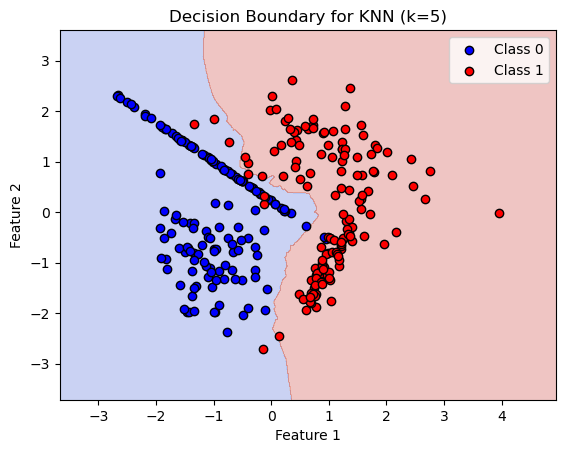 Decision Boundary for KNN (k=5)
Class 0
Class 1
3
2
1
0
−1
−2
−3
Feature 2
−3 −2 −1 0 1 2 3 4
Feature 1